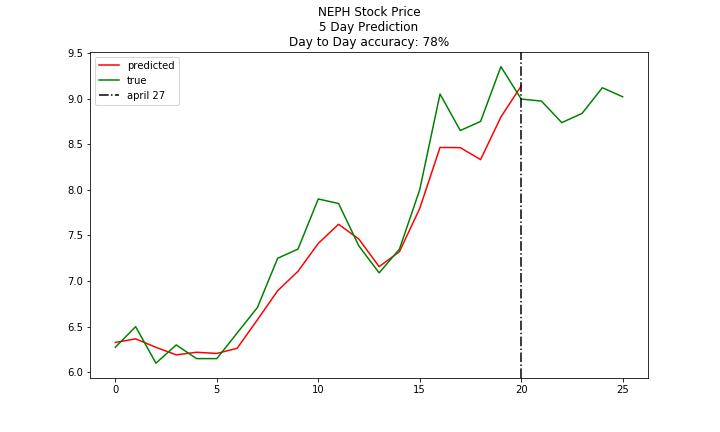 NEPH Stock Price
5 Day Prediction
Day to Day accuracy: 78%
predicted
true
april 27
9.5
9.0
8.5
8.0
7.5
7.0
6.5
6.0
0
5
10
15
20
25